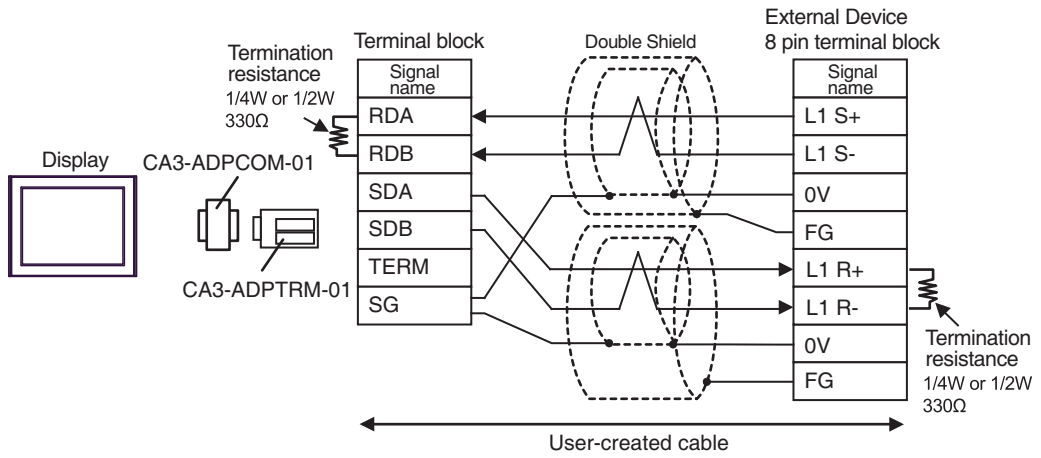 External Device
8 pin terminal block
Terminal block
Double Shield
Termination
resistance
1/4W or 1/2W
330Ω
Display
CA3-ADPCOM-01
CA3-ADPTRM-01
Signal
name
RDA
RDB
SDA
SDB
TERM
SG
Signal
name
L1 S+
L1 S-
0V
FG
L1 R+
L1 R-
0V
FG
Termination
resistance
1/4W or 1/2W
330Ω
User-created cable